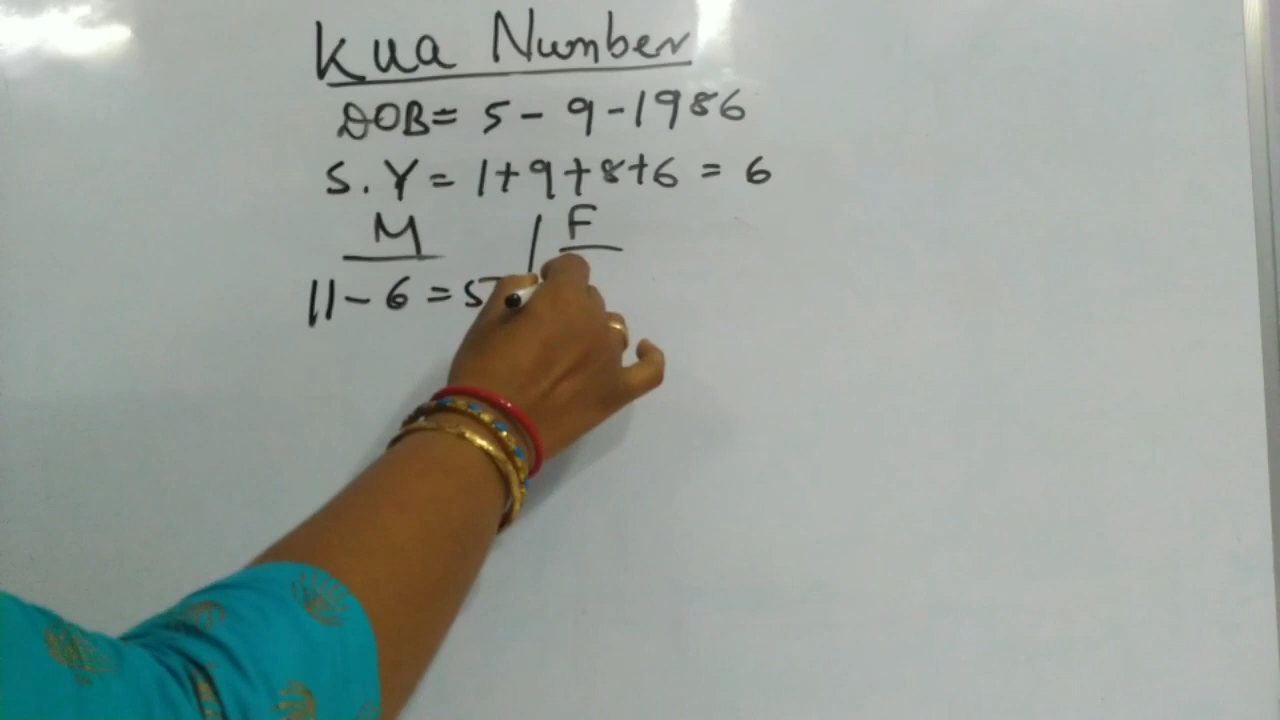 Kua Number
DOB = 5 - 9 - 1986
S.Y = 1+9+8+6 = 6
M / F
11 - 6 = 5